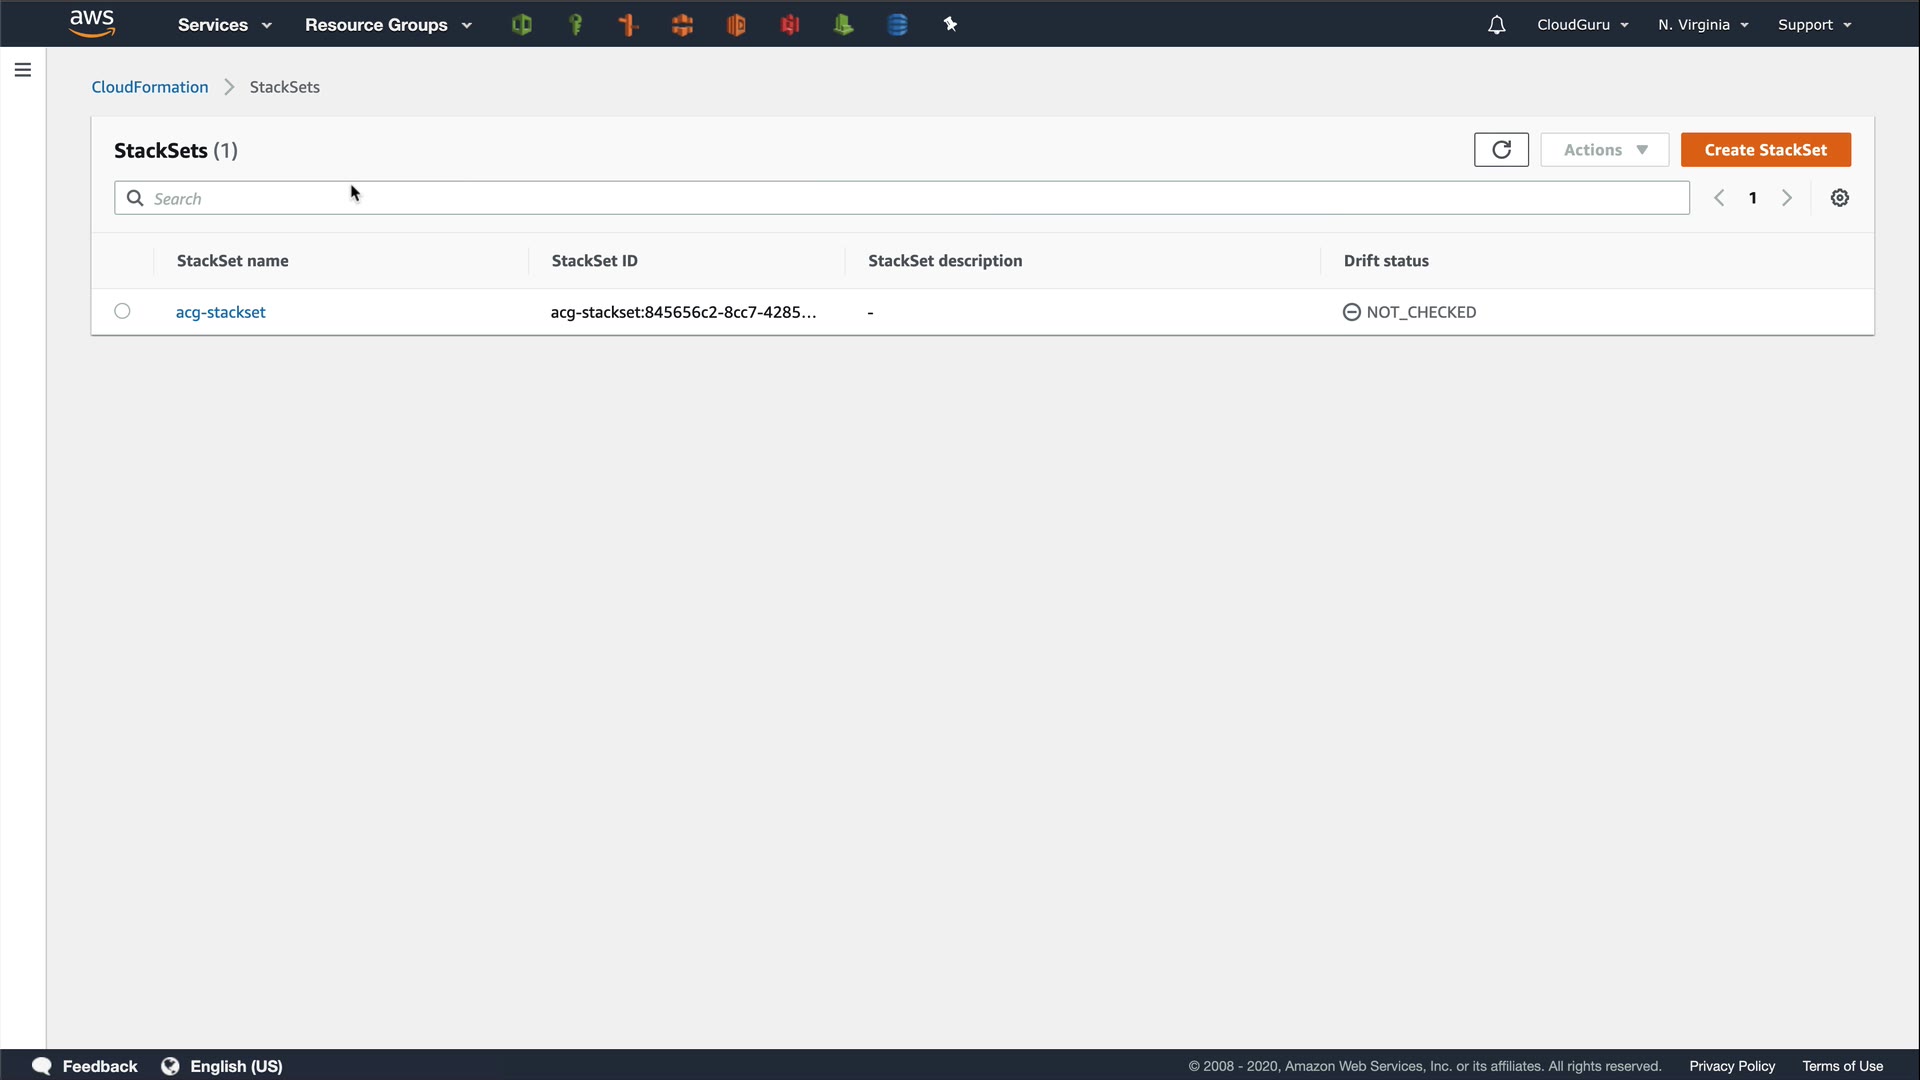 aws Services Resource Groups CloudGuru N. Virginia Support
CloudFormation StackSets
StackSets (1) Actions Create StackSet
Search 1
StackSet name StackSet ID StackSet description Drift status
acg-stackset acg-stackset:845656c2-8cc7-4285... - NOT_CHECKED
Feedback English (US) © 2008 - 2020, Amazon Web Services, Inc. or its affiliates. All rights reserved. Privacy Policy Terms of Use